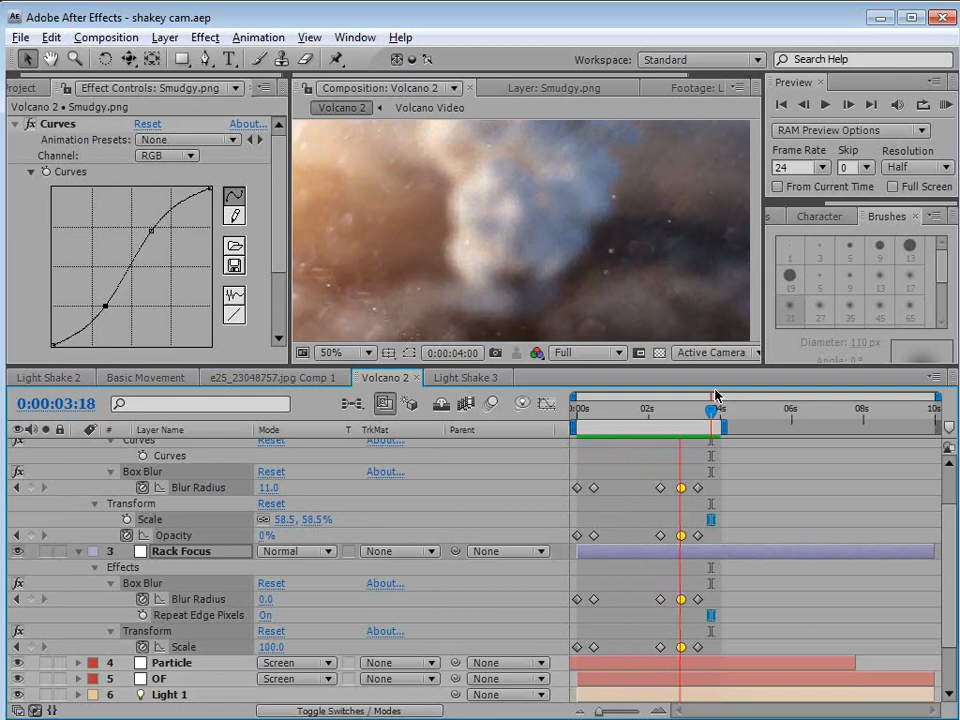 Adobe After Effects - shakey cam.aep
File Edit Composition Layer Effect Animation View Window Help
Workspace: Standard Search Help
roject Effect Controls: Smudgy.png
Volcano 2 • Smudgy.png
fx Curves Reset About...
Animation Presets: None
Channel: RGB
Curves
Composition: Volcano 2 Layer: Smudgy.png Footage: L
Volcano 2 Volcano Video
50% 0:00:04:00 Full Active Camera
Preview
RAM Preview Options
Frame Rate Skip Resolution
24 0 Half
From Current Time Full Screen
s Character Brushes
1 3 5 9 13
19 5 9 13 17
21 27 35 45 65
Diameter: 110 px
Angle: 0°
Light Shake 2 Basic Movement e25_23048757.jpg Comp 1 Volcano 2 Light Shake 3
0:00:03:18
:00s 02s 4s 06s 08s 10s
# Layer Name Mode T TrkMat Parent
Curves Reset About...
Curves
fx Box Blur Reset About...
Blur Radius 11.0
Transform Reset
Scale 58.5, 58.5%
Opacity 0%
3 Rack Focus Normal None None
Effects
fx Box Blur Reset About...
Blur Radius 0.0
Repeat Edge Pixels On
fx Transform Reset About...
Scale 100.0
4 Particle Screen None None
5 OF Screen None None
6 Light 1 None
Toggle Switches / Modes